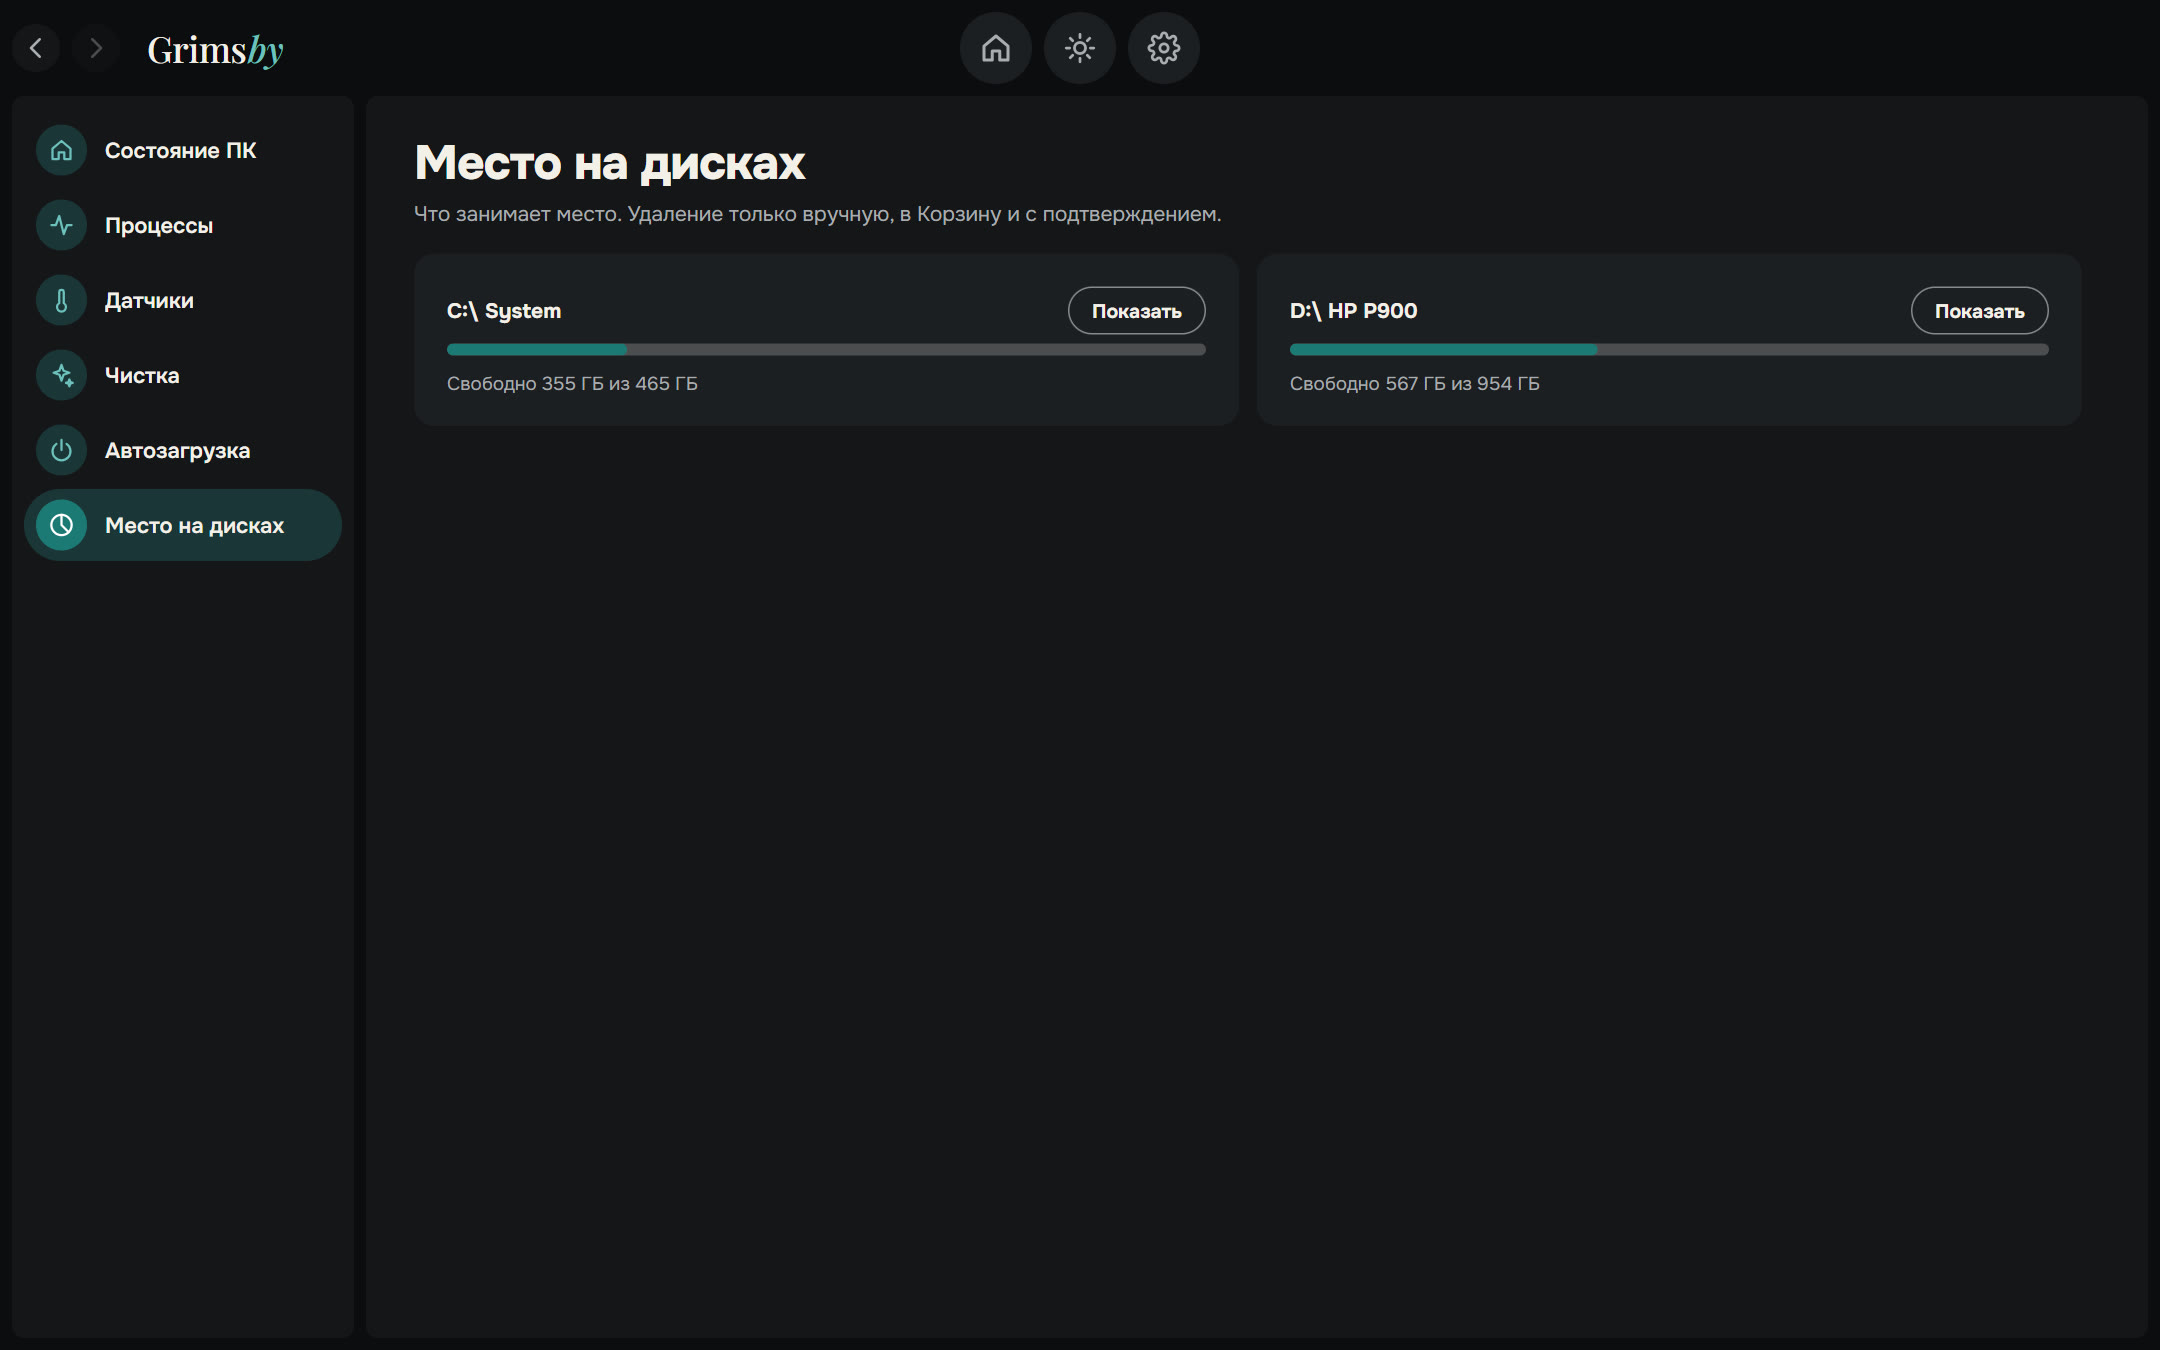 Grimsby
Состояние ПК
Процессы
Датчики
Чистка
Автозагрузка
Место на дисках
Место на дисках
Что занимает место. Удаление только вручную, в Корзину и с подтверждением.
C:\ System
Показать
Свободно 355 ГБ из 465 ГБ
D:\ HP P900
Показать
Свободно 567 ГБ из 954 ГБ